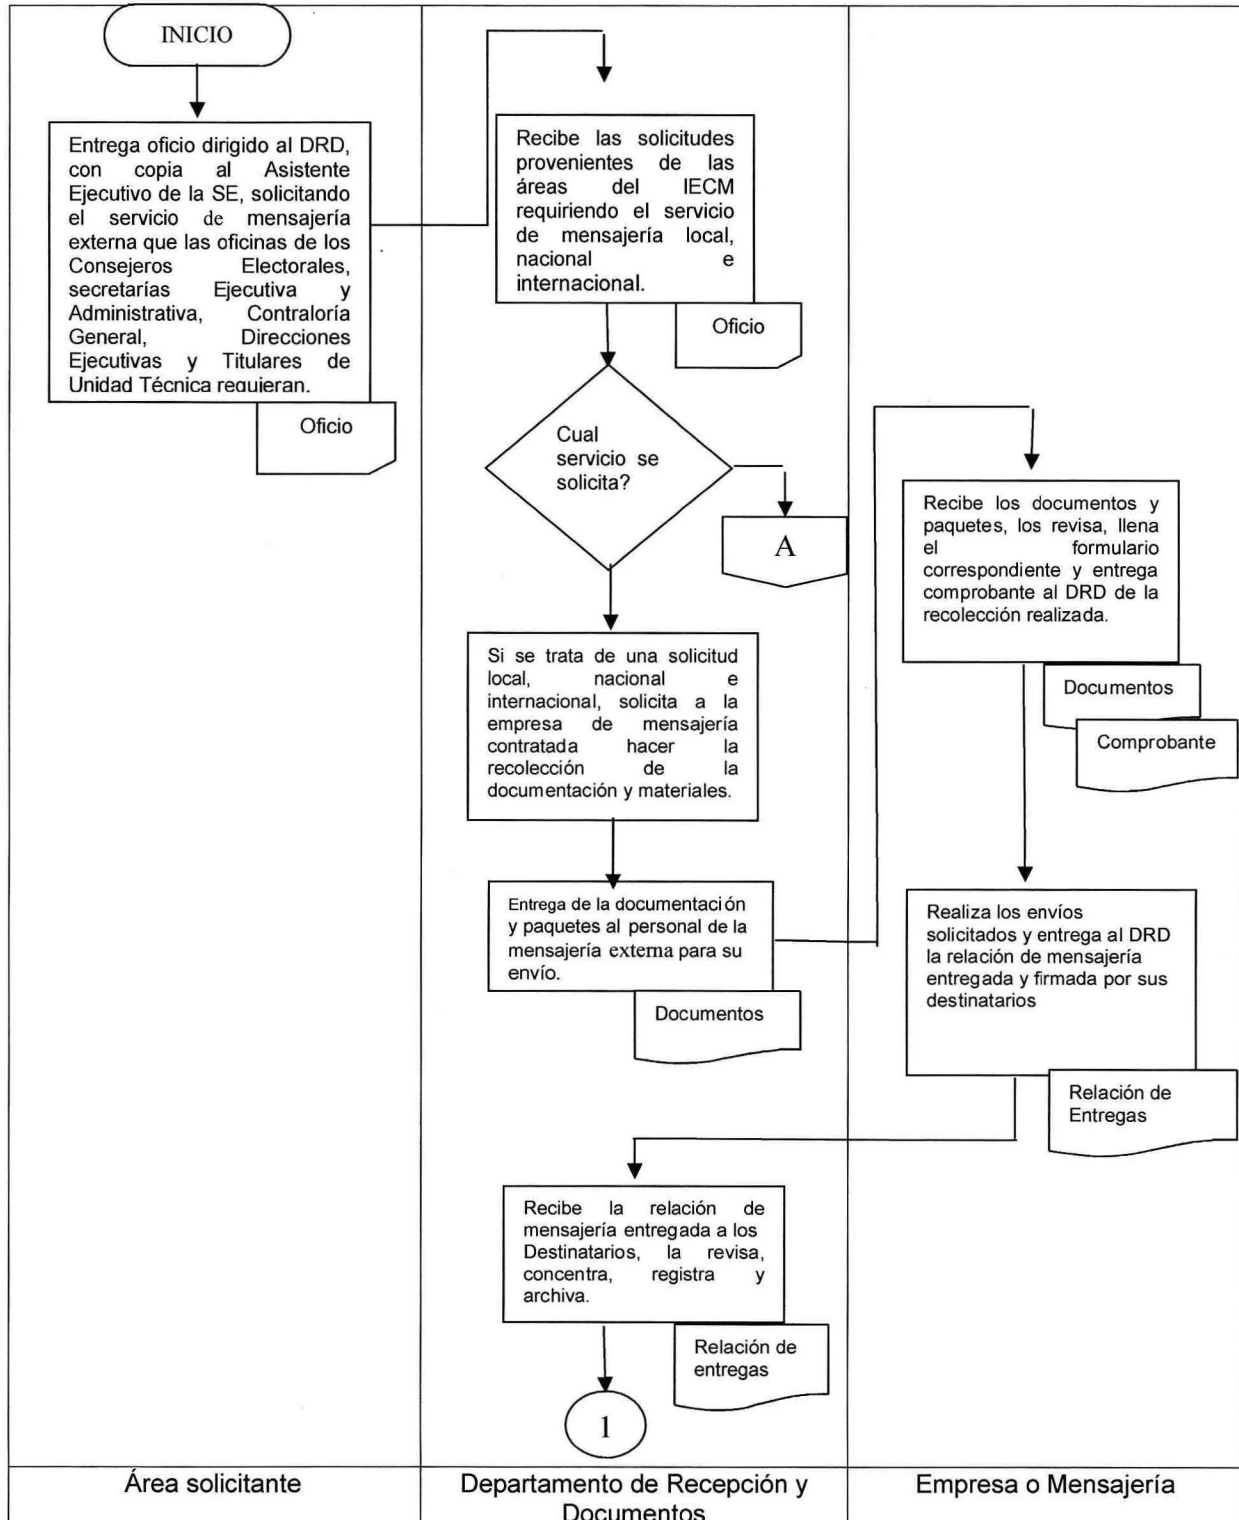 INICIO
Entrega oficio dirigido al DRD,
con copia al Asistente
Ejecutivo de la SE, solicitando
el servicio de mensajería
externa que las oficinas de los
Consejeros Electorales,
secretarías Ejecutiva y
Administrativa, Contraloría
General, Direcciones
Ejecutivas y Titulares de
Unidad Técnica requieran.
Oficio
Recibe las solicitudes
provenientes de las
áreas del IECM
requiriendo el servicio
de mensajería local,
nacional e
internacional.
Oficio
Cual
servicio se
solicita?
A
Si se trata de una solicitud
local, nacional e
internacional, solicita a la
empresa de mensajería
contratada hacer la
recolección de la
documentación y materiales.
Entrega de la documentación
y paquetes al personal de la
mensajería externa para su
envío.
Documentos
Recibe los documentos y
paquetes, los revisa, llena
el formulario
correspondiente y entrega
comprobante al DRD de la
recolección realizada.
Documentos
Comprobante
Realiza los envíos
solicitados y entrega al DRD
la relación de mensajería
entregada y firmada por sus
destinatarios
Relación de
Entregas
Recibe la relación de
mensajería entregada a los
Destinatarios, la revisa,
concentra, registra y
archiva.
Relación de
entregas
1
Área solicitante
Departamento de Recepción y
Documentos
Empresa o Mensajería